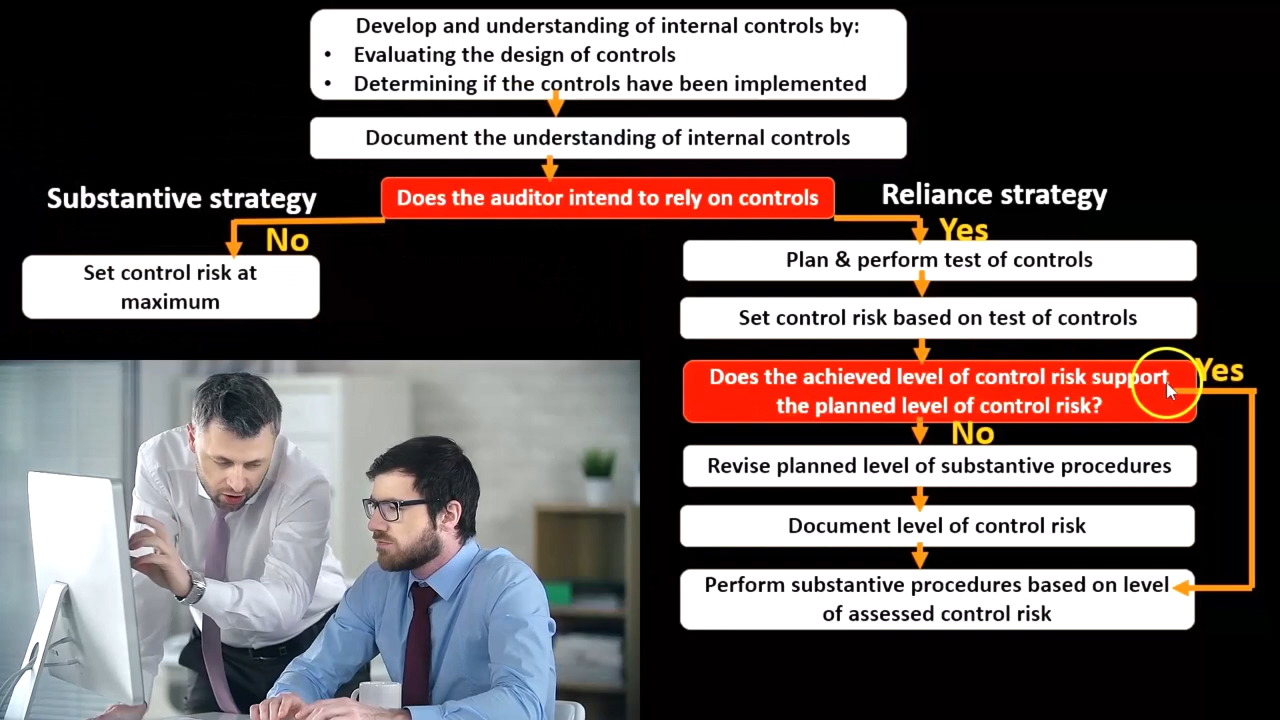 Develop and understanding of internal controls by:
• Evaluating the design of controls
• Determining if the controls have been implemented
Document the understanding of internal controls
Does the auditor intend to rely on controls
Substantive strategy
No
Set control risk at
maximum
Reliance strategy
Yes
Plan & perform test of controls
Set control risk based on test of controls
Does the achieved level of control risk support
the planned level of control risk?
Yes
No
Revise planned level of substantive procedures
Document level of control risk
Perform substantive procedures based on level
of assessed control risk